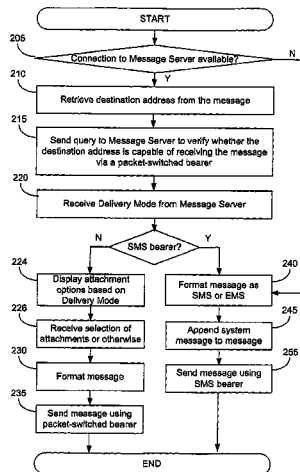 START
205
Connection to Message Server available?
N
Y
210
Retrieve destination address from the message
215
Send query to Message Server to verify whether the
destination address is capable of receiving the message
via a packet-switched bearer
220
Receive Delivery Mode from Message Server
N
SMS bearer?
Y
224
Display attachment
options based on
Delivery Mode
240
Format message as
SMS or EMS
226
Receive selection of
attachments or otherwise
245
Append system
message to message
230
Format message
255
Send message using
SMS bearer
235
Send message using
packet-switched bearer
END